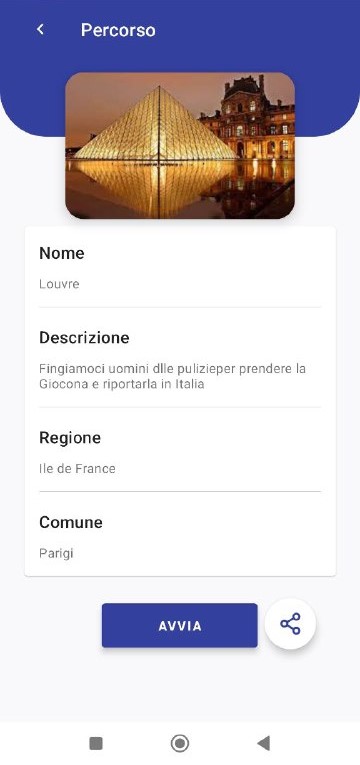 Percorso
Nome
Louvre
Descrizione
Fingiamoci uomini dlle pulizieper prendere la
Giocona e riportarla in Italia
Regione
Ile de France
Comune
Parigi
AVVIA